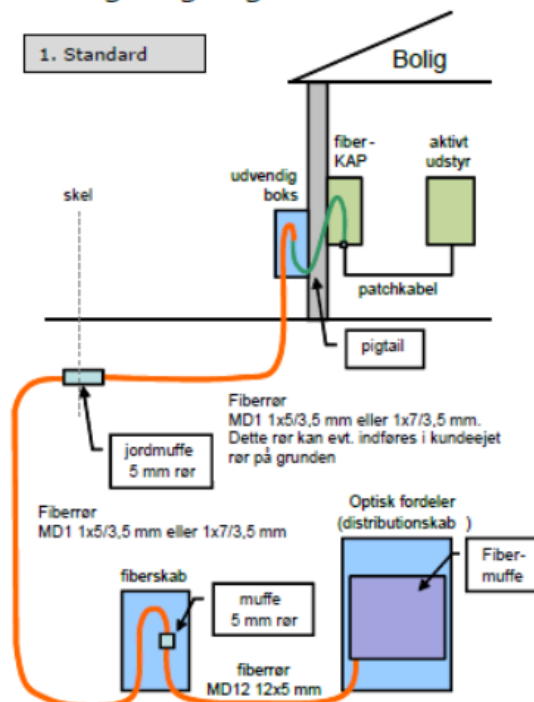 1. Standard
Bolig
fiber-
KAP
aktivt
udstyr
udvendig
boks
skel
patchkabel
pigtail
jordmuffe
5 mm rør
Fiberrør
MD1 1x5/3,5 mm eller 1x7/3,5 mm.
Dette rør kan evt. indføres i kundeejet
rør på grunden
Fiberrør
MD1 1x5/3,5 mm eller 1x7/3,5 mm
Optisk fordeler
(distributionskab )
Fiber-
muffe
fiberskab
muffe
5 mm rør
fiberrør
MD12 12x5 mm